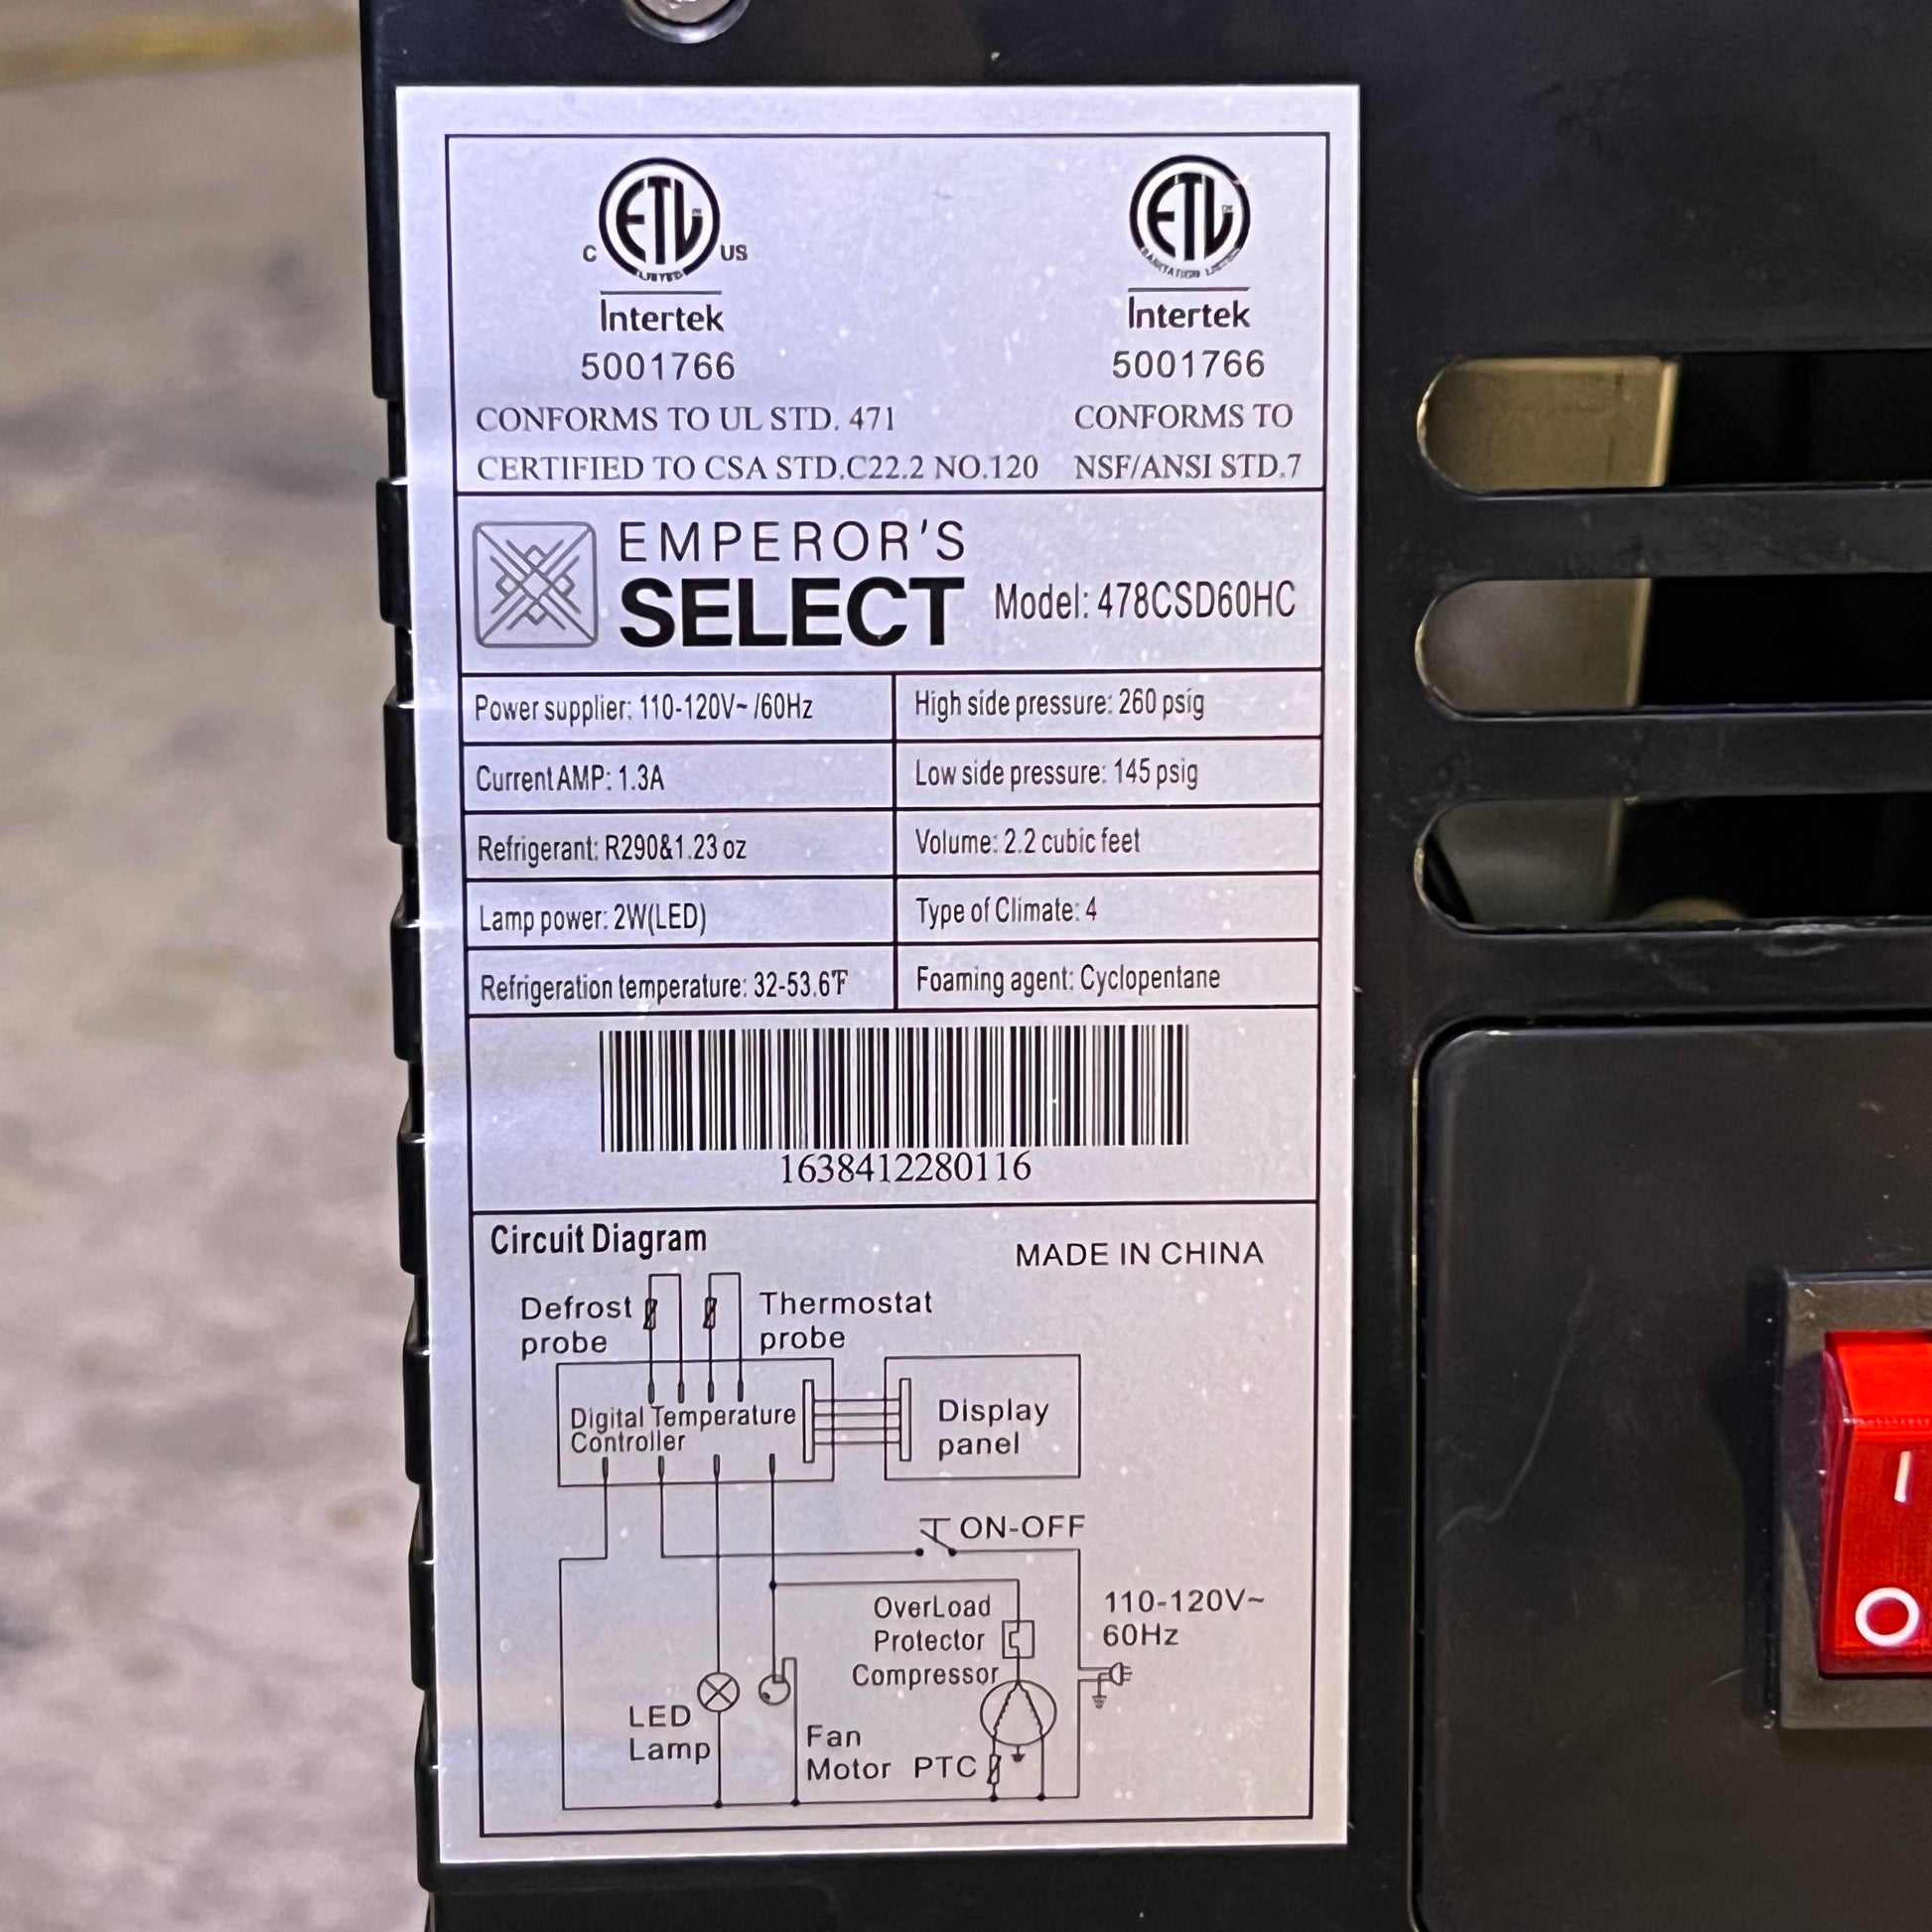 ETL
C US
LISTED
Intertek
5001766
CONFORMS TO UL STD. 471
CERTIFIED TO CSA STD.C22.2 NO.120
ETL
SANITATION LISTED
Intertek
5001766
CONFORMS TO
NSF/ANSI STD.7
EMPEROR'S
SELECT
Model: 478CSD60HC
Power supplier: 110-120V~ /60Hz
High side pressure: 260 psig
Current AMP: 1.3A
Low side pressure: 145 psig
Refrigerant: R290&1.23 oz
Volume: 2.2 cubic feet
Lamp power: 2W(LED)
Type of Climate: 4
Refrigeration temperature: 32-53.6℉
Foaming agent: Cyclopentane
1638412280116
Circuit Diagram
MADE IN CHINA
Defrost
probe
Thermostat
probe
Digital Temperature
Controller
Display
panel
ON-OFF
OverLoad
Protector
Compressor
110-120V~
60Hz
LED
Lamp
Fan
Motor
PTC
I
O